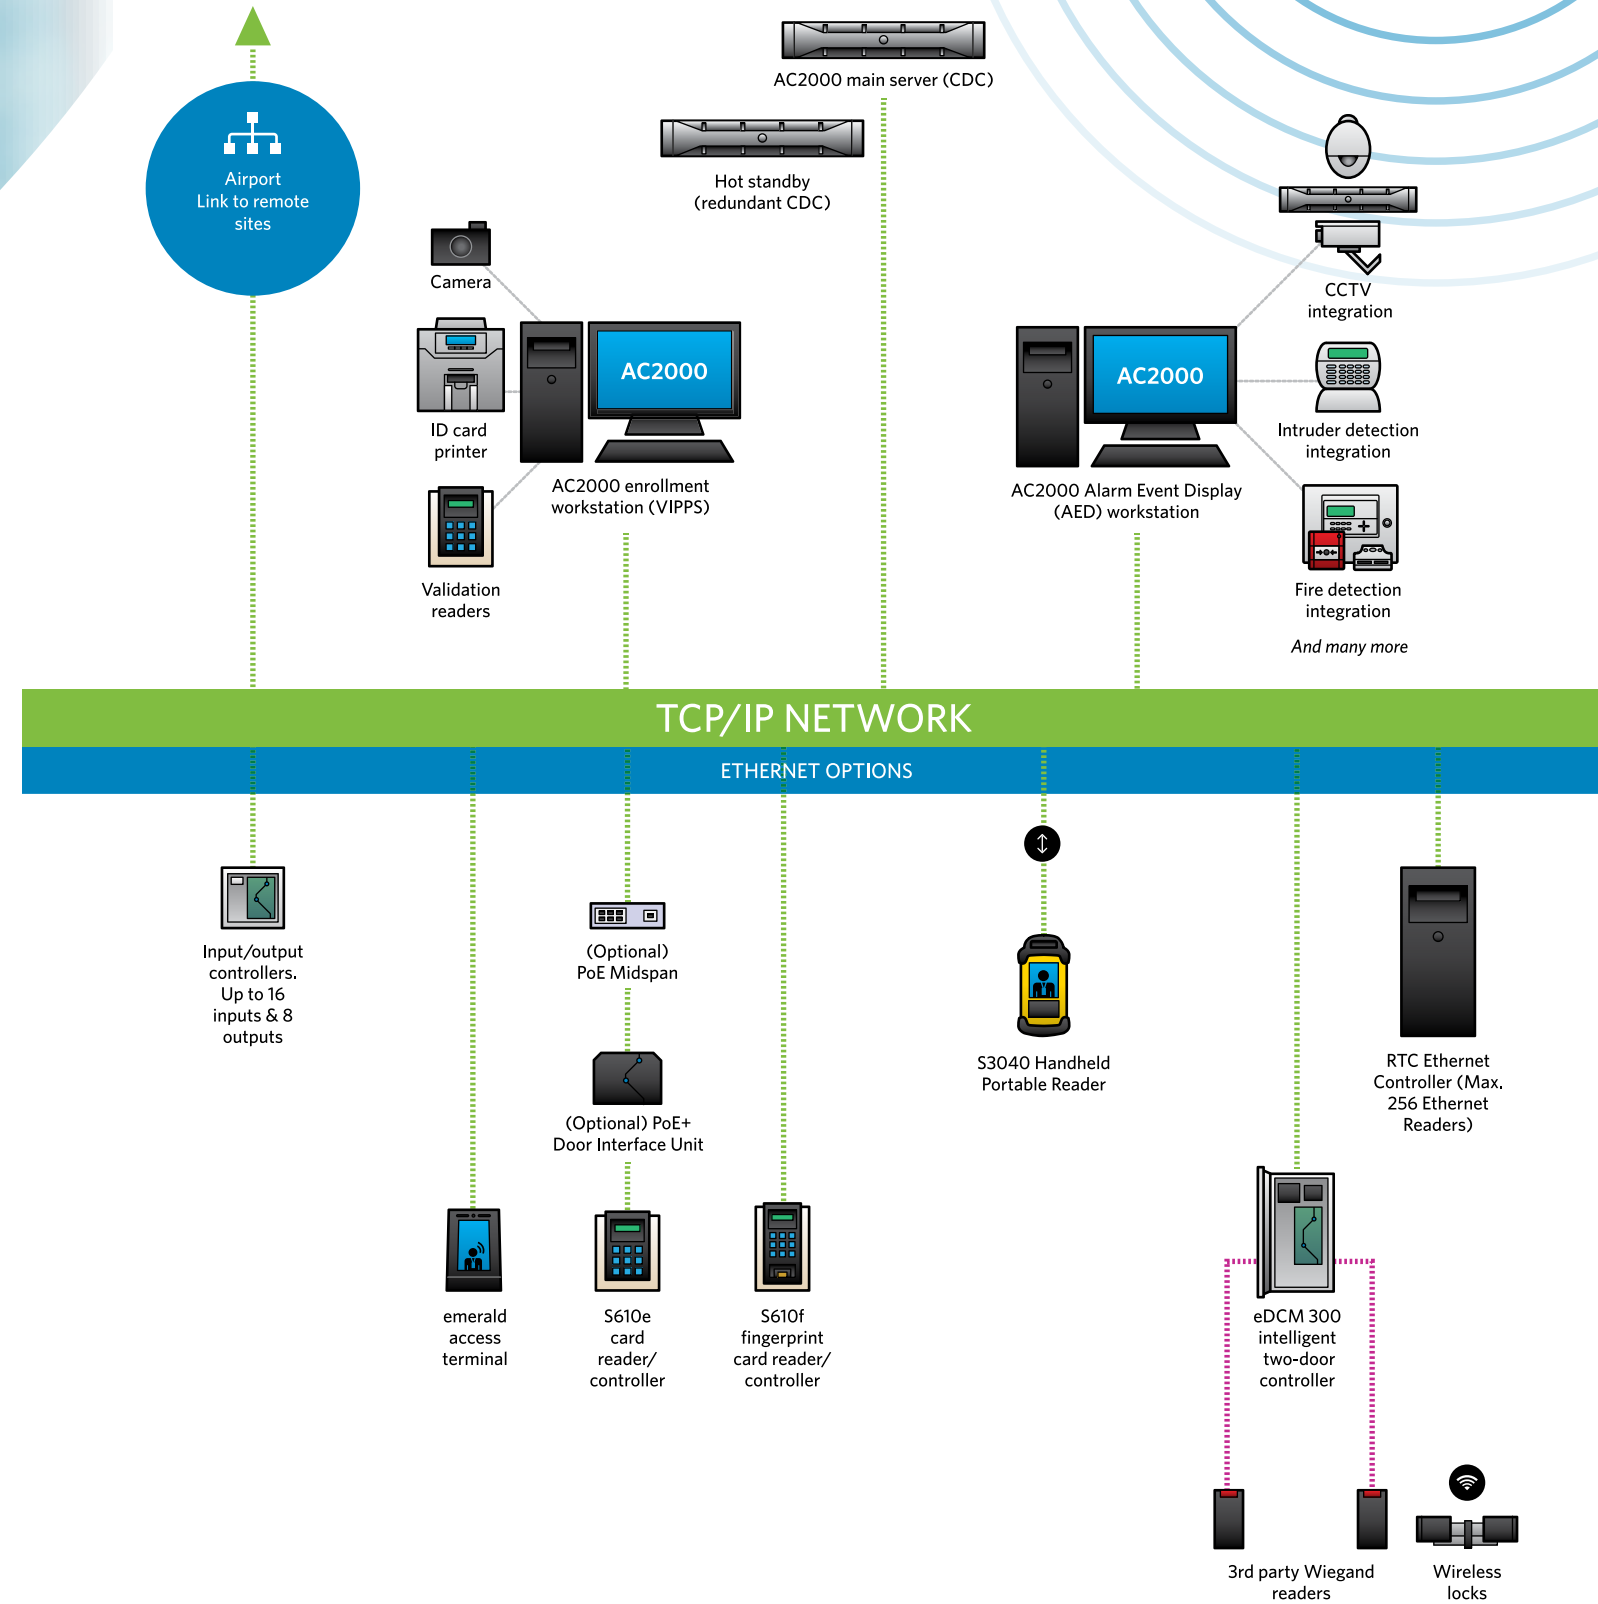 AC2000 main server (CDC)
Hot standby
(redundant CDC)
Airport
Link to remote
sites
Camera
ID card
printer
Validation
readers
AC2000
AC2000 enrollment
workstation (VIPPS)
AC2000
AC2000 Alarm Event Display
(AED) workstation
CCTV
integration
Intruder detection
integration
Fire detection
integration
And many more
TCP/IP NETWORK
ETHERNET OPTIONS
Input/output
controllers.
Up to 16
inputs & 8
outputs
(Optional)
PoE Midspan
(Optional) PoE+
Door Interface Unit
S3040 Handheld
Portable Reader
RTC Ethernet
Controller (Max.
256 Ethernet
Readers)
emerald
access
terminal
S610e
card
reader/
controller
S610f
fingerprint
card reader/
controller
eDCM 300
intelligent
two-door
controller
3rd party Wiegand
readers
Wireless
locks